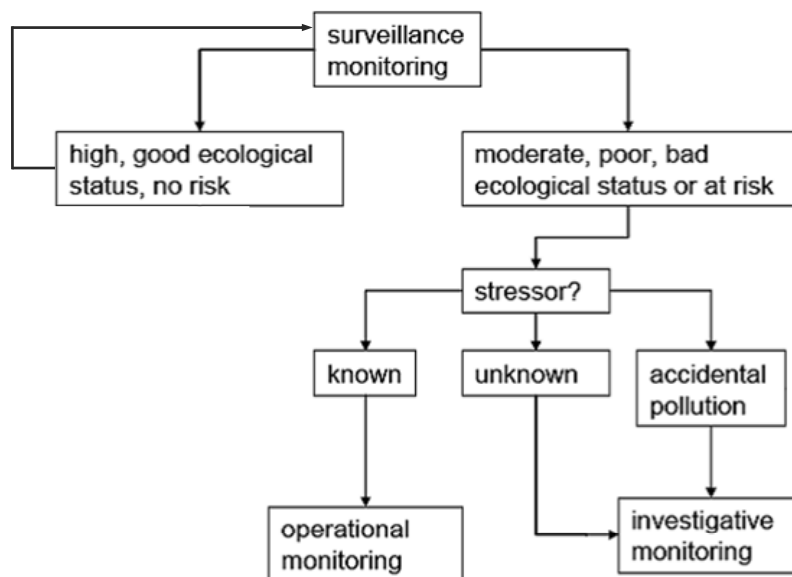 surveillance
monitoring
high, good ecological
status, no risk
moderate, poor, bad
ecological status or at risk
stressor?
known
unknown
accidental
pollution
operational
monitoring
investigative
monitoring